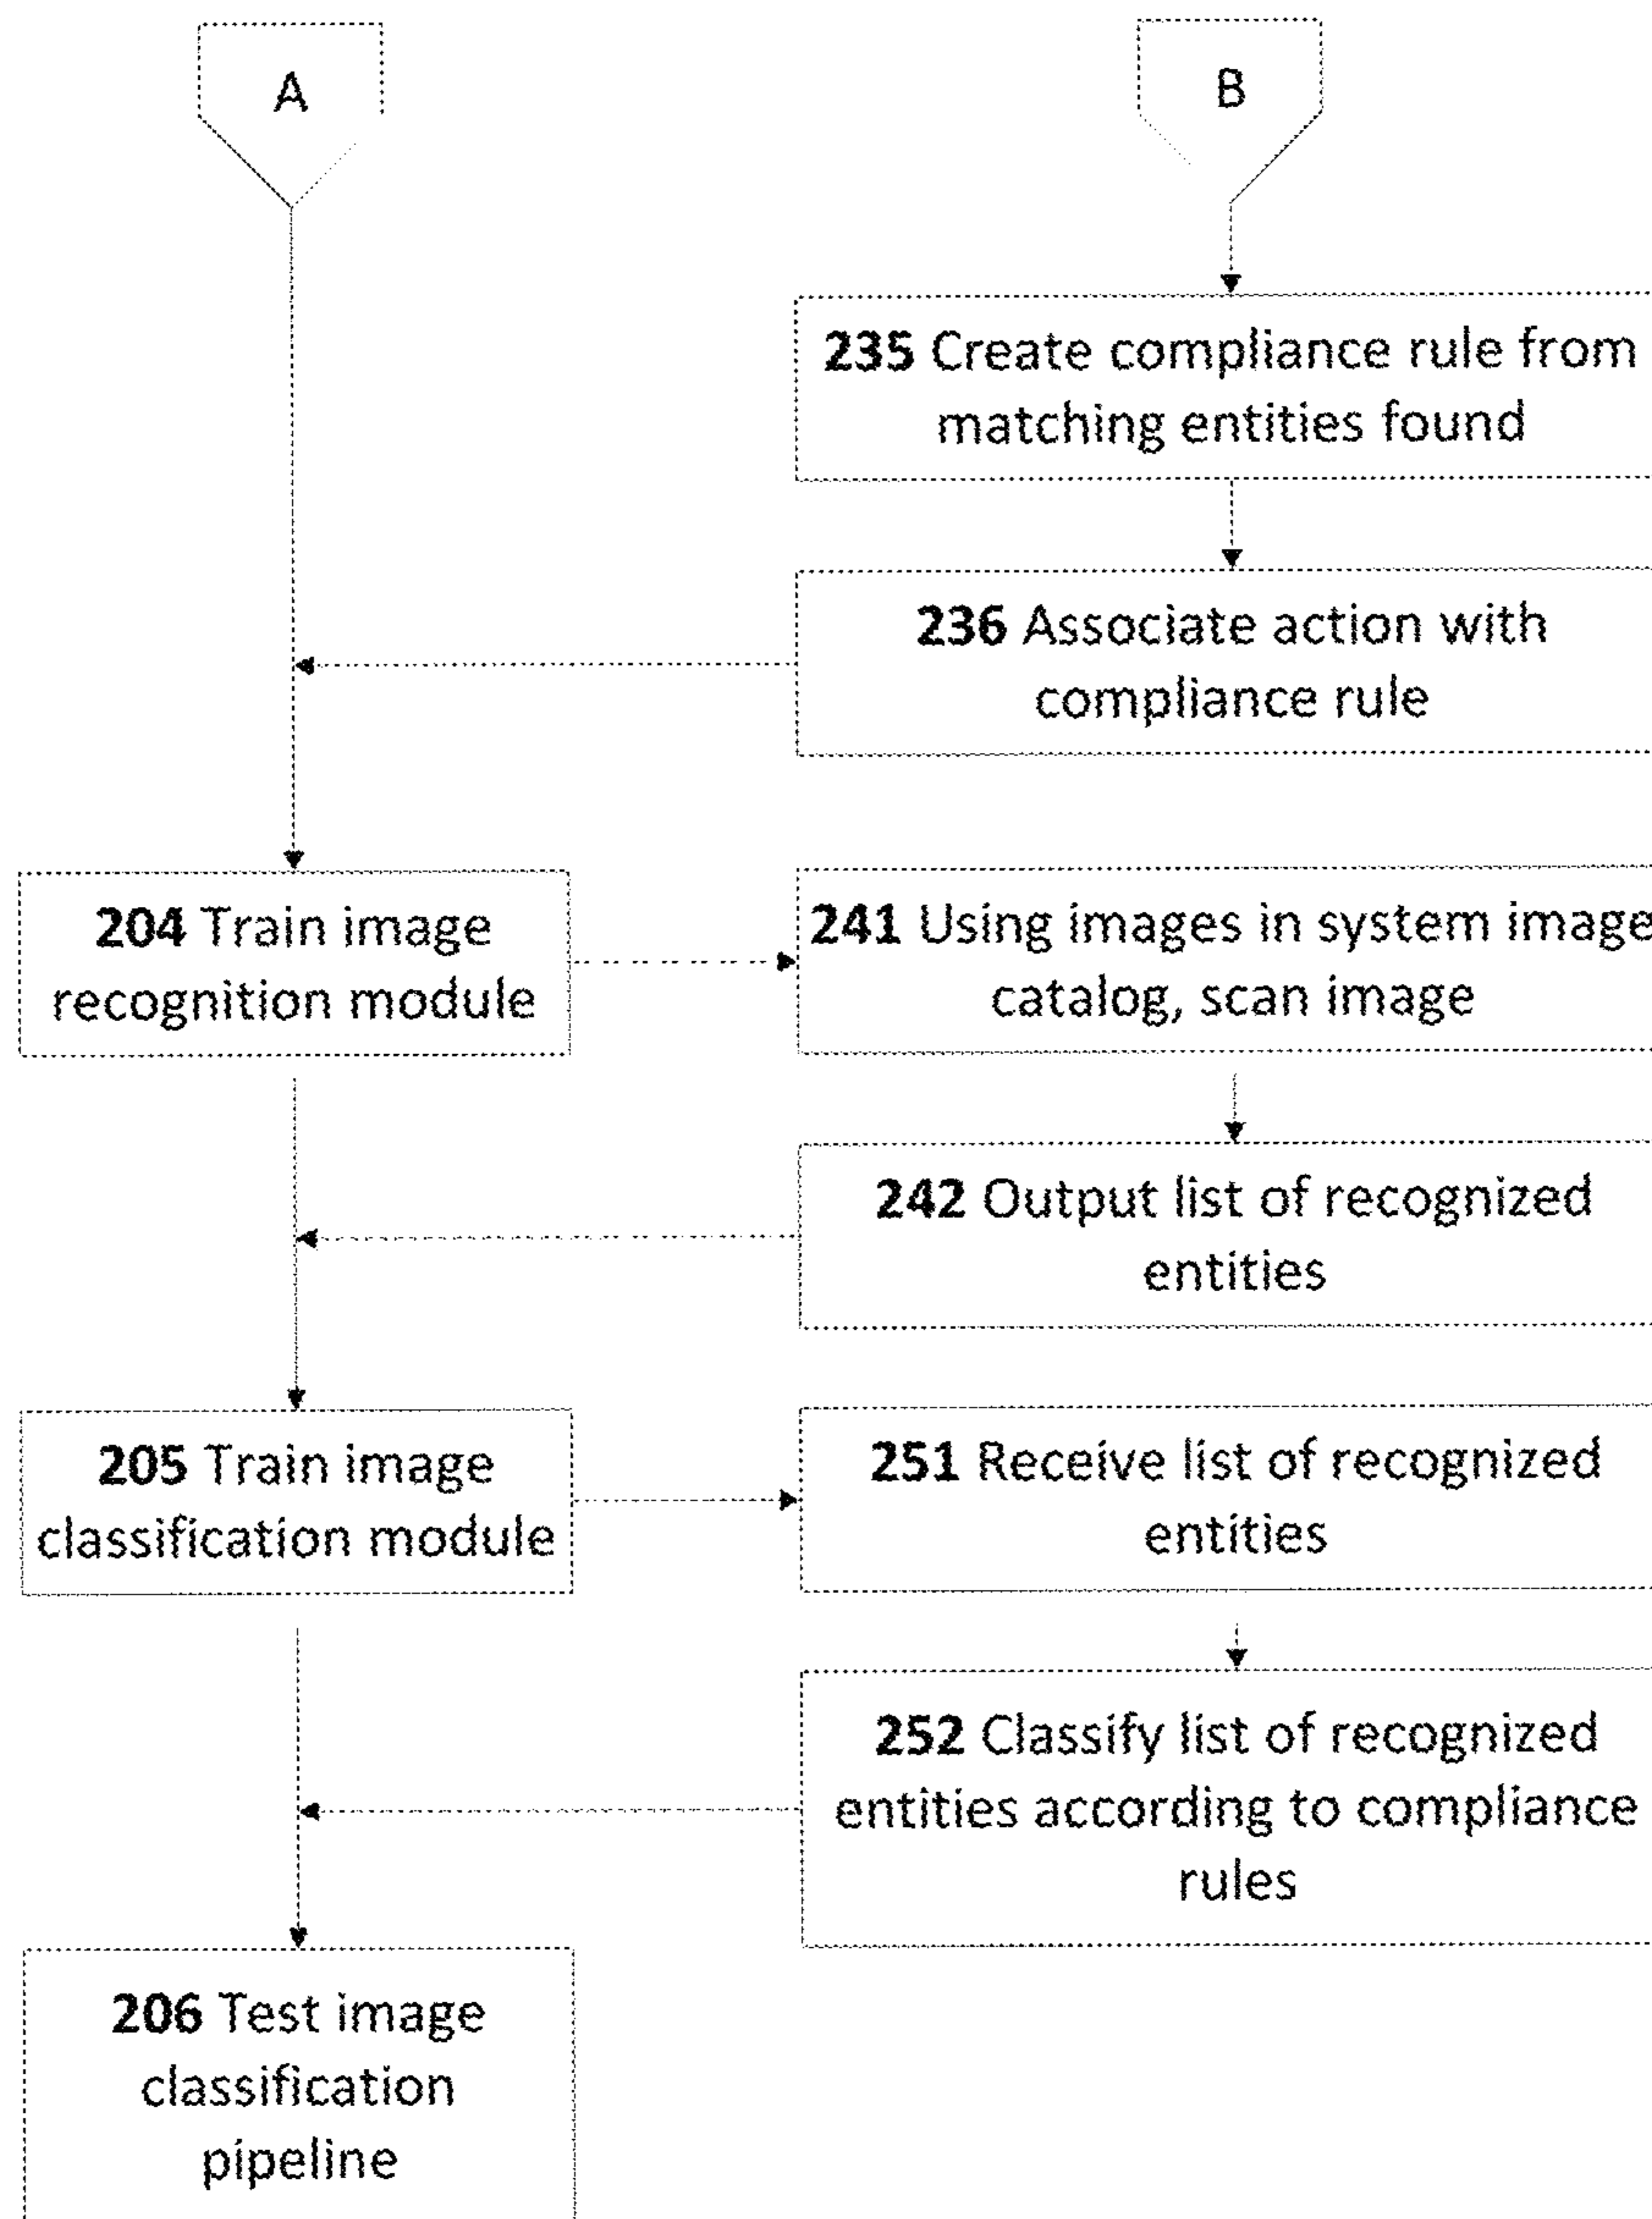 A
B
235 Create compliance rule from
matching entities found
236 Associate action with
compliance rule
204 Train image
recognition module
241 Using images in system image
catalog, scan image
242 Output list of recognized
entities
205 Train image
classification module
251 Receive list of recognized
entities
252 Classify list of recognized
entities according to compliance
rules
206 Test image
classification
pipeline